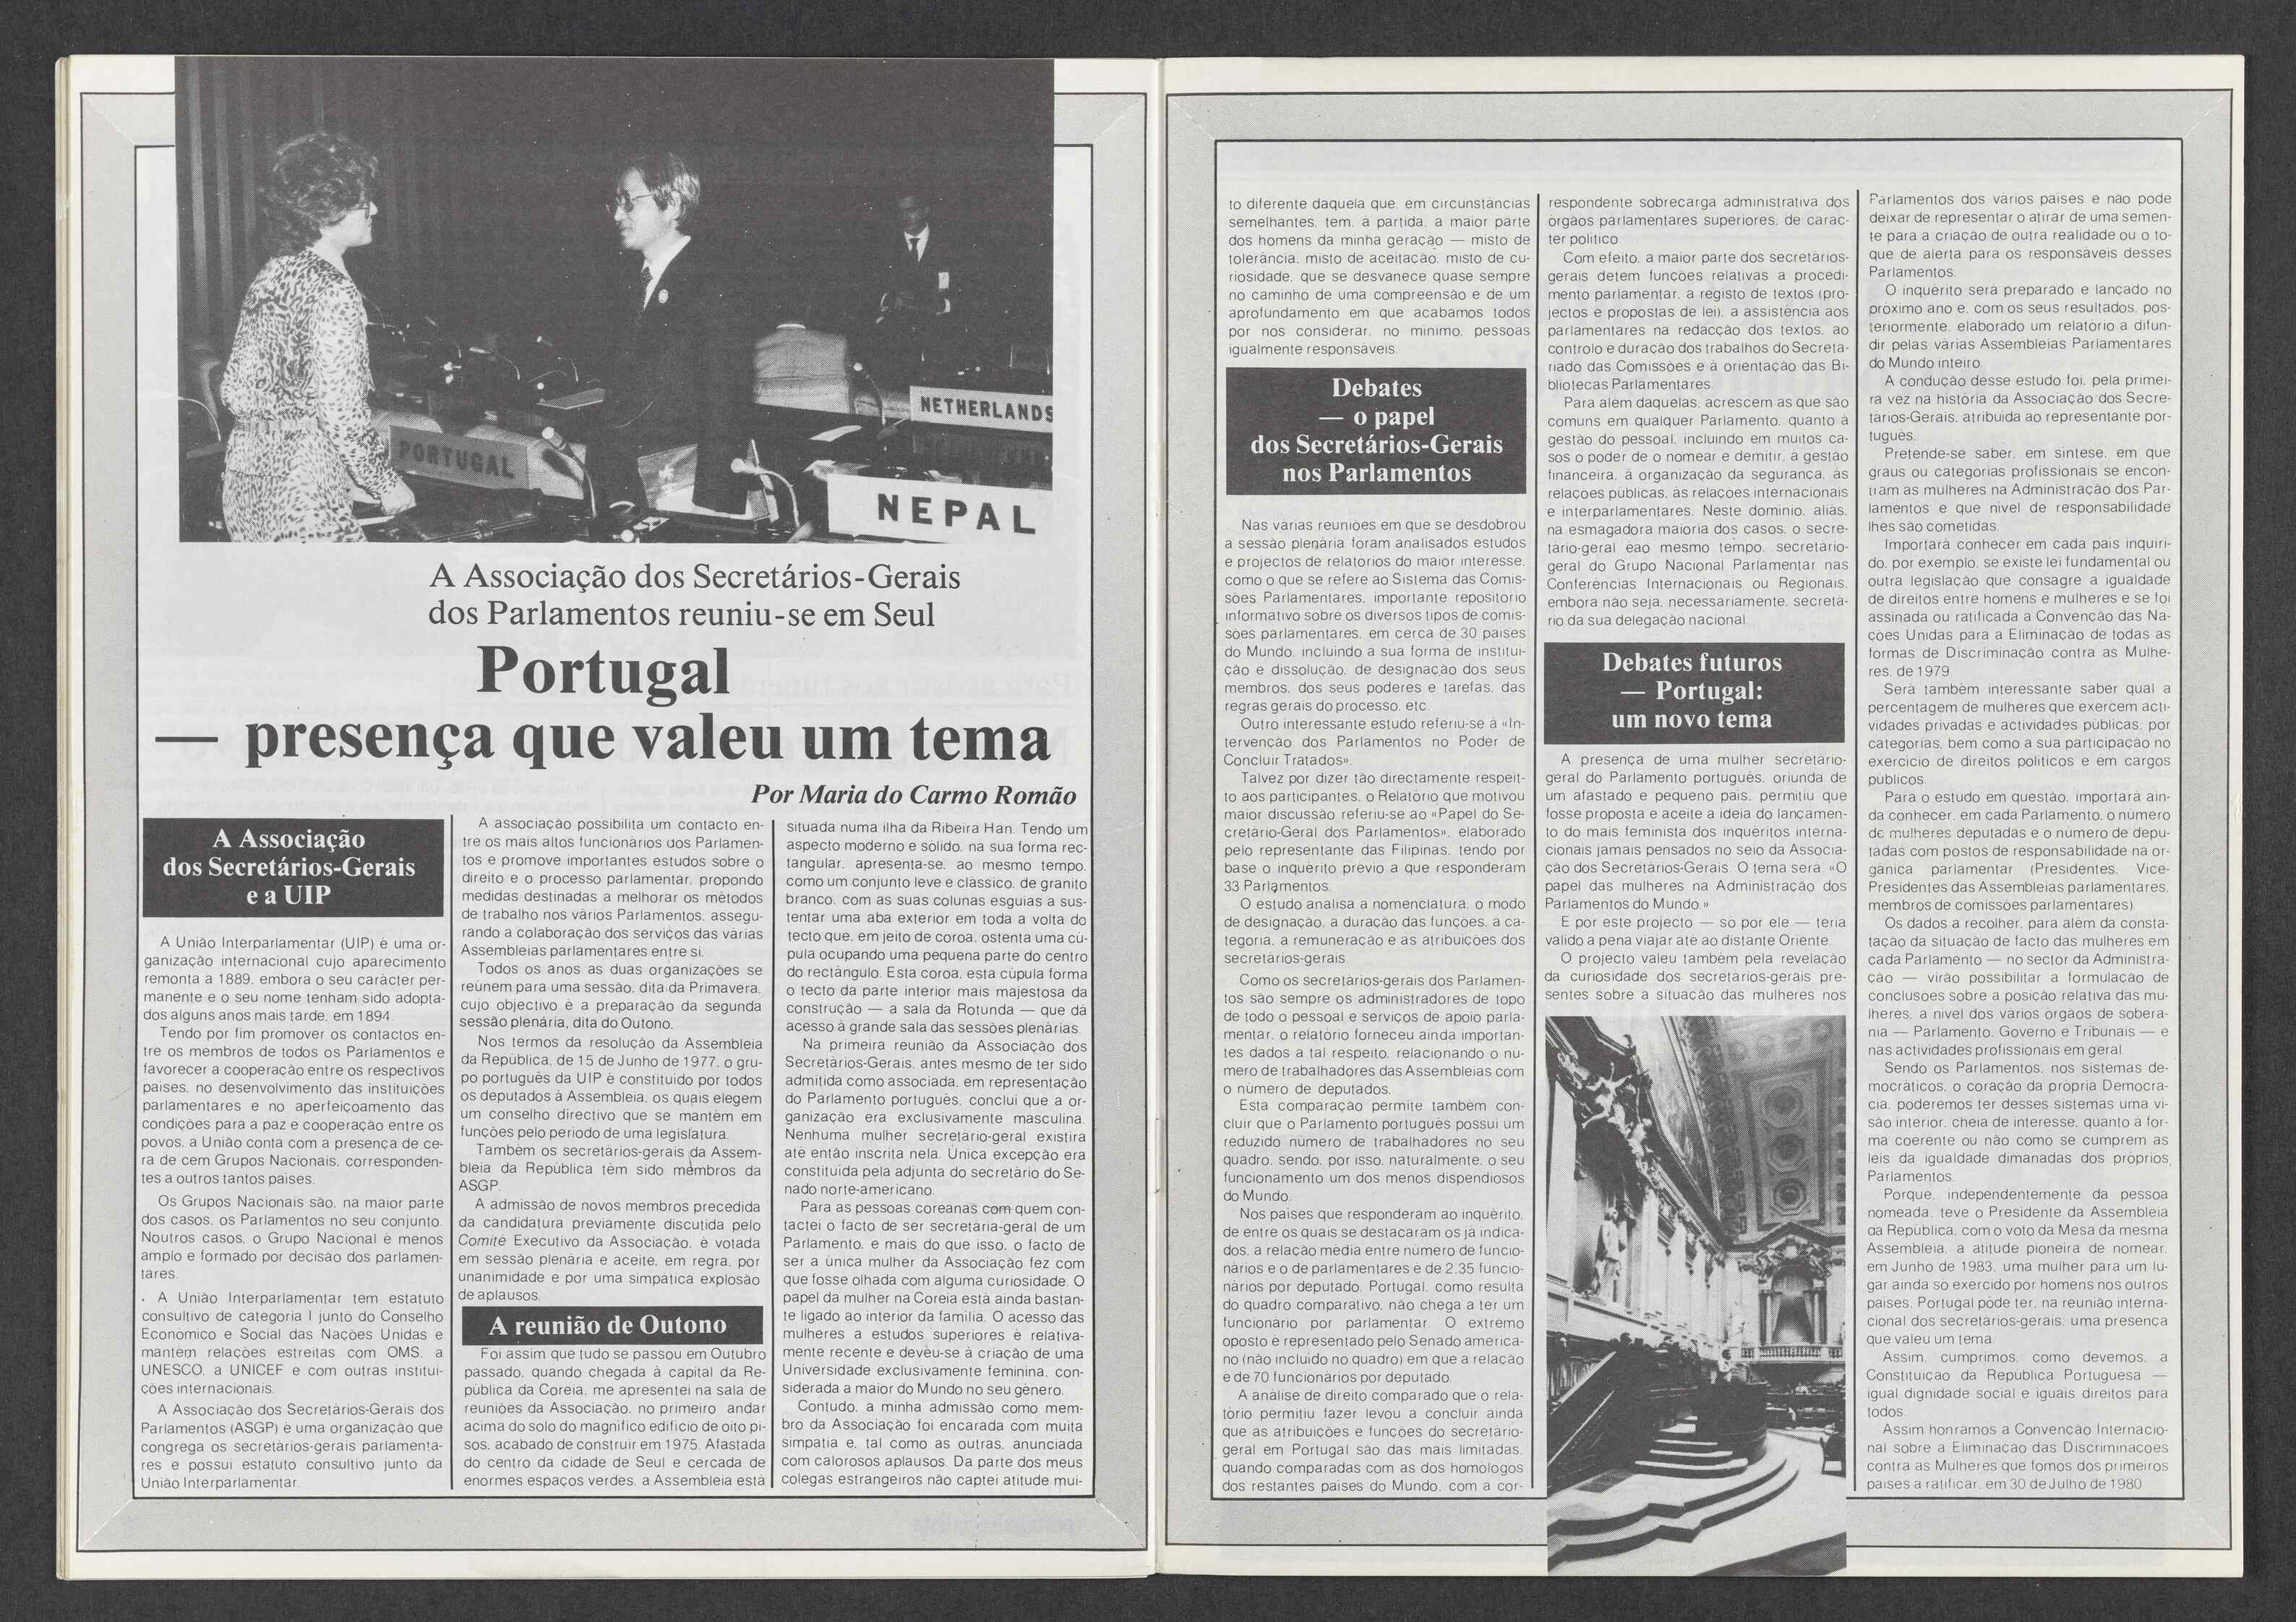 PORTUGAL
NETHERLANDS
NEPAL
A Associação dos Secretários-Gerais
dos Parlamentos reuniu-se em Seul
Portugal
— presença que valeu um tema
Por Maria do Carmo Romão
A Associação
dos Secretários-Gerais
e a UIP
A União Interparlamentar (UIP) é uma or-
ganização internacional cujo aparecimento
remonta a 1889, embora o seu carácter per-
manente e o seu nome tenham sido adopta-
dos alguns anos mais tarde, em 1894.
Tendo por fim promover os contactos en-
tre os membros de todos os Parlamentos e
favorecer a cooperação entre os respectivos
países, no desenvolvimento das instituições
parlamentares e no aperfeiçoamento das
condições para a paz e cooperação entre os
povos, a União conta com a presença de ce-
ra de cem Grupos Nacionais, corresponden-
tes a outros tantos países.
Os Grupos Nacionais são, na maior parte
dos casos, os Parlamentos no seu conjunto.
Noutros casos, o Grupo Nacional é menos
amplo e formado por decisão dos parlamen-
tares.
A União Interparlamentar tem estatuto
consultivo de categoria I junto do Conselho
Económico e Social das Nações Unidas e
mantém relações estreitas com OMS, a
UNESCO, a UNICEF e com outras institui-
ções internacionais.
A Associação dos Secretários-Gerais dos
Parlamentos (ASGP) é uma organização que
congrega os secretários-gerais parlamenta-
res e possui estatuto consultivo junto da
União Interparlamentar.
A associação possibilita um contacto en-
tre os mais altos funcionários dos Parlamen-
tos e promove importantes estudos sobre o
direito e o processo parlamentar, propondo
medidas destinadas a melhorar os métodos
de trabalho nos vários Parlamentos, assegu-
rando a colaboração dos serviços das várias
Assembleias parlamentares entre si.
Todos os anos as duas organizações se
reúnem para uma sessão, dita da Primavera,
cujo objectivo é a preparação da segunda
sessão plenária, dita do Outono.
Nos termos da resolução da Assembleia
da República, de 15 de Junho de 1977, o gru-
po português da UIP é constituído por todos
os deputados à Assembleia, os quais elegem
um conselho directivo que se mantém em
funções pelo período de uma legislatura.
Também os secretários-gerais da Assem-
bleia da República têm sido membros da
ASGP.
A admissão de novos membros precedida
da candidatura previamente discutida pelo
Comité Executivo da Associação, é votada
em sessão plenária e aceite, em regra, por
unanimidade e por uma simpática explosão
de aplausos.
A reunião de Outono
Foi assim que tudo se passou em Outubro
passado, quando chegada à capital da Re-
pública da Coreia, me apresentei na sala de
reuniões da Associação, no primeiro andar
acima do solo do magnífico edifício de oito pi-
sos, acabado de construir em 1975. Afastada
do centro da cidade de Seul e cercada de
enormes espaços verdes, a Assembleia está
situada numa ilha da Ribeira Han. Tendo um
aspecto moderno e sólido, na sua forma rec-
tangular, apresenta-se, ao mesmo tempo,
como um conjunto leve e clássico, de granito
branco, com as suas colunas esguias a sus-
tentar uma aba exterior em toda a volta do
tecto que, em jeito de coroa, ostenta uma cú-
pula ocupando uma pequena parte do centro
do rectângulo. Esta coroa, esta cúpula forma
o tecto da parte interior mais majestosa da
construção — a sala da Rotunda — que dá
acesso à grande sala das sessões plenárias.
Na primeira reunião da Associação dos
Secretários-Gerais, antes mesmo de ter sido
admitida como associada, em representação
do Parlamento português, concluí que a or-
ganização era exclusivamente masculina.
Nenhuma mulher secretário-geral existira
até então inscrita nela. Única excepção era
constituída pela adjunta do secretário do Se-
nado norte-americano.
Para as pessoas coreanas com quem con-
tactei o facto de ser secretária-geral de um
Parlamento, e mais do que isso, o facto de
ser a única mulher da Associação fez com
que fosse olhada com alguma curiosidade. O
papel da mulher na Coreia está ainda bastan-
te ligado ao interior da família. O acesso das
mulheres a estudos superiores é relativa-
mente recente e deveu-se à criação de uma
Universidade exclusivamente feminina, con-
siderada a maior do Mundo no seu género.
Contudo, a minha admissão como mem-
bro da Associação foi encarada com muita
simpatia e, tal como as outras, anunciada
com calorosos aplausos. Da parte dos meus
colegas estrangeiros não captei atitude mui-
to diferente daquela que, em circunstâncias
semelhantes, tem, à partida, a maior parte
dos homens da minha geração — misto de
tolerância, misto de aceitação, misto de cu-
riosidade, que se desvanece quase sempre
no caminho de uma compreensão e de um
aprofundamento em que acabamos todos
por nos considerar, no mínimo, pessoas
igualmente responsáveis.
Debates
— o papel
dos Secretários-Gerais
nos Parlamentos
Nas várias reuniões em que se desdobrou
a sessão plenária foram analisados estudos
e projectos de relatórios do maior interesse,
como o que se refere ao Sistema das Comis-
sões Parlamentares, importante repositório
informativo sobre os diversos tipos de comis-
sões parlamentares, em cerca de 30 países
do Mundo, incluindo a sua forma de institui-
ção e dissolução, de designação dos seus
membros, dos seus poderes e tarefas, das
regras gerais do processo, etc.
Outro interessante estudo referiu-se à «In-
tervenção dos Parlamentos no Poder de
Concluir Tratados».
Talvez por dizer tão directamente respeit-
to aos participantes, o Relatório que motivou
maior discussão referiu-se ao «Papel do Se-
cretário-Geral dos Parlamentos», elaborado
pelo representante das Filipinas, tendo por
base o inquérito prévio a que responderam
33 Parlamentos.
O estudo analisa a nomenclatura, o modo
de designação, a duração das funções, a ca-
tegoria, a remuneração e as atribuições dos
secretários-gerais.
Como os secretários-gerais dos Parlamen-
tos são sempre os administradores de topo
de todo o pessoal e serviços de apoio parla-
mentar, o relatório forneceu ainda importan-
tes dados a tal respeito, relacionando o nú-
mero de trabalhadores das Assembleias com
o número de deputados.
Esta comparação permite também con-
cluir que o Parlamento português possui um
reduzido número de trabalhadores no seu
quadro, sendo, por isso, naturalmente, o seu
funcionamento um dos menos dispendiosos
do Mundo.
Nos países que responderam ao inquérito,
de entre os quais se destacaram os já indica-
dos, a relação média entre número de funcio-
nários e o de parlamentares é de 2,35 funcio-
nários por deputado. Portugal, como resulta
do quadro comparativo, não chega a ter um
funcionário por parlamentar. O extremo
oposto é representado pelo Senado america-
no (não incluído no quadro) em que a relação
é de 70 funcionários por deputado.
A análise de direito comparado que o rela-
tório permitiu fazer levou a concluir ainda
que as atribuições e funções do secretário-
geral em Portugal são das mais limitadas,
quando comparadas com as dos homólogos
dos restantes países do Mundo, com a cor-
respondente sobrecarga administrativa dos
órgãos parlamentares superiores, de carác-
ter político.
Com efeito, a maior parte dos secretários-
gerais detém funções relativas a procedi-
mento parlamentar, a registo de textos (pro-
jectos e propostas de lei), a assistência aos
parlamentares na redacção dos textos, ao
controlo e duração dos trabalhos do Secreta-
riado das Comissões e à orientação das Bi-
bliotecas Parlamentares.
Para além daquelas, acrescem as que são
comuns em qualquer Parlamento, quanto à
gestão do pessoal, incluindo em muitos ca-
sos o poder de o nomear e demitir, à gestão
financeira, à organização da segurança, às
relações públicas, às relações internacionais
e interparlamentares. Neste domínio, aliás,
na esmagadora maioria dos casos, o secre-
tário-geral éao mesmo tempo, secretário-
geral do Grupo Nacional Parlamentar nas
Conferências Internacionais ou Regionais,
embora não seja, necessariamente, secretá-
rio da sua delegação nacional.
Debates futuros
— Portugal:
um novo tema
A presença de uma mulher secretário-
geral do Parlamento português, oriunda de
um afastado e pequeno país, permitiu que
fosse proposta e aceite a ideia do lançamen-
to do mais feminista dos inquéritos interna-
cionais jamais pensados no seio da Associa-
ção dos Secretários-Gerais. O tema será: «O
papel das mulheres na Administração dos
Parlamentos do Mundo.»
E por este projecto — só por ele — teria
valido a pena viajar até ao distante Oriente.
O projecto valeu também pela revelação
da curiosidade dos secretários-gerais pre-
sentes sobre a situação das mulheres nos
Parlamentos dos vários países e não pode
deixar de representar o atirar de uma semen-
te para a criação de outra realidade ou o to-
que de alerta para os responsáveis desses
Parlamentos.
O inquérito será preparado e lançado no
próximo ano e, com os seus resultados, pos-
teriormente, elaborado um relatório a difun-
dir pelas várias Assembleias Parlamentares
do Mundo inteiro.
A condução desse estudo foi, pela primei-
ra vez na história da Associação dos Secre-
tários-Gerais, atribuída ao representante por-
tuguês.
Pretende-se saber, em síntese, em que
graus ou categorias profissionais se encon-
tram as mulheres na Administração dos Par-
lamentos e que nível de responsabilidade
lhes são cometidas.
Importará conhecer em cada país inquiri-
do, por exemplo, se existe lei fundamental ou
outra legislação que consagre a igualdade
de direitos entre homens e mulheres e se foi
assinada ou ratificada a Convenção das Na-
ções Unidas para a Eliminação de todas as
formas de Discriminação contra as Mulhe-
res, de 1979.
Será também interessante saber qual a
percentagem de mulheres que exercem acti-
vidades privadas e actividades públicas, por
categorias, bem como a sua participação no
exercício de direitos políticos e em cargos
públicos.
Para o estudo em questão, importará ain-
da conhecer, em cada Parlamento, o número
de mulheres deputadas e o número de depu-
tadas com postos de responsabilidade na or-
gânica parlamentar (Presidentes, Vice-
Presidentes das Assembleias parlamentares,
membros de comissões parlamentares).
Os dados a recolher, para além da consta-
tação da situação de facto das mulheres em
cada Parlamento — no sector da Administra-
ção — virão possibilitar a formulação de
conclusões sobre a posição relativa das mu-
lheres, a nível dos vários órgãos de sobera-
nia — Parlamento, Governo e Tribunais — e
nas actividades profissionais em geral.
Sendo os Parlamentos, nos sistemas de-
mocráticos, o coração da própria Democra-
cia, poderemos ter desses sistemas uma vi-
são interior, cheia de interesse, quanto à for-
ma coerente ou não como se cumprem as
leis da igualdade dimanadas dos próprios
Parlamentos.
Porque, independentemente da pessoa
nomeada, teve o Presidente da Assembleia
da República, com o voto da Mesa da mesma
Assembleia, a atitude pioneira de nomear,
em Junho de 1983, uma mulher para um lu-
gar ainda só exercido por homens nos outros
países, Portugal pôde ter, na reunião interna-
cional dos secretários-gerais, uma presença
que valeu um tema.
Assim, cumprimos, como devemos, a
Constituição da República Portuguesa —
igual dignidade social e iguais direitos para
todos.
Assim honramos a Convenção Internacio-
nal sobre a Eliminação das Discriminações
contra as Mulheres que fomos dos primeiros
países a ratificar, em 30 de Julho de 1980.